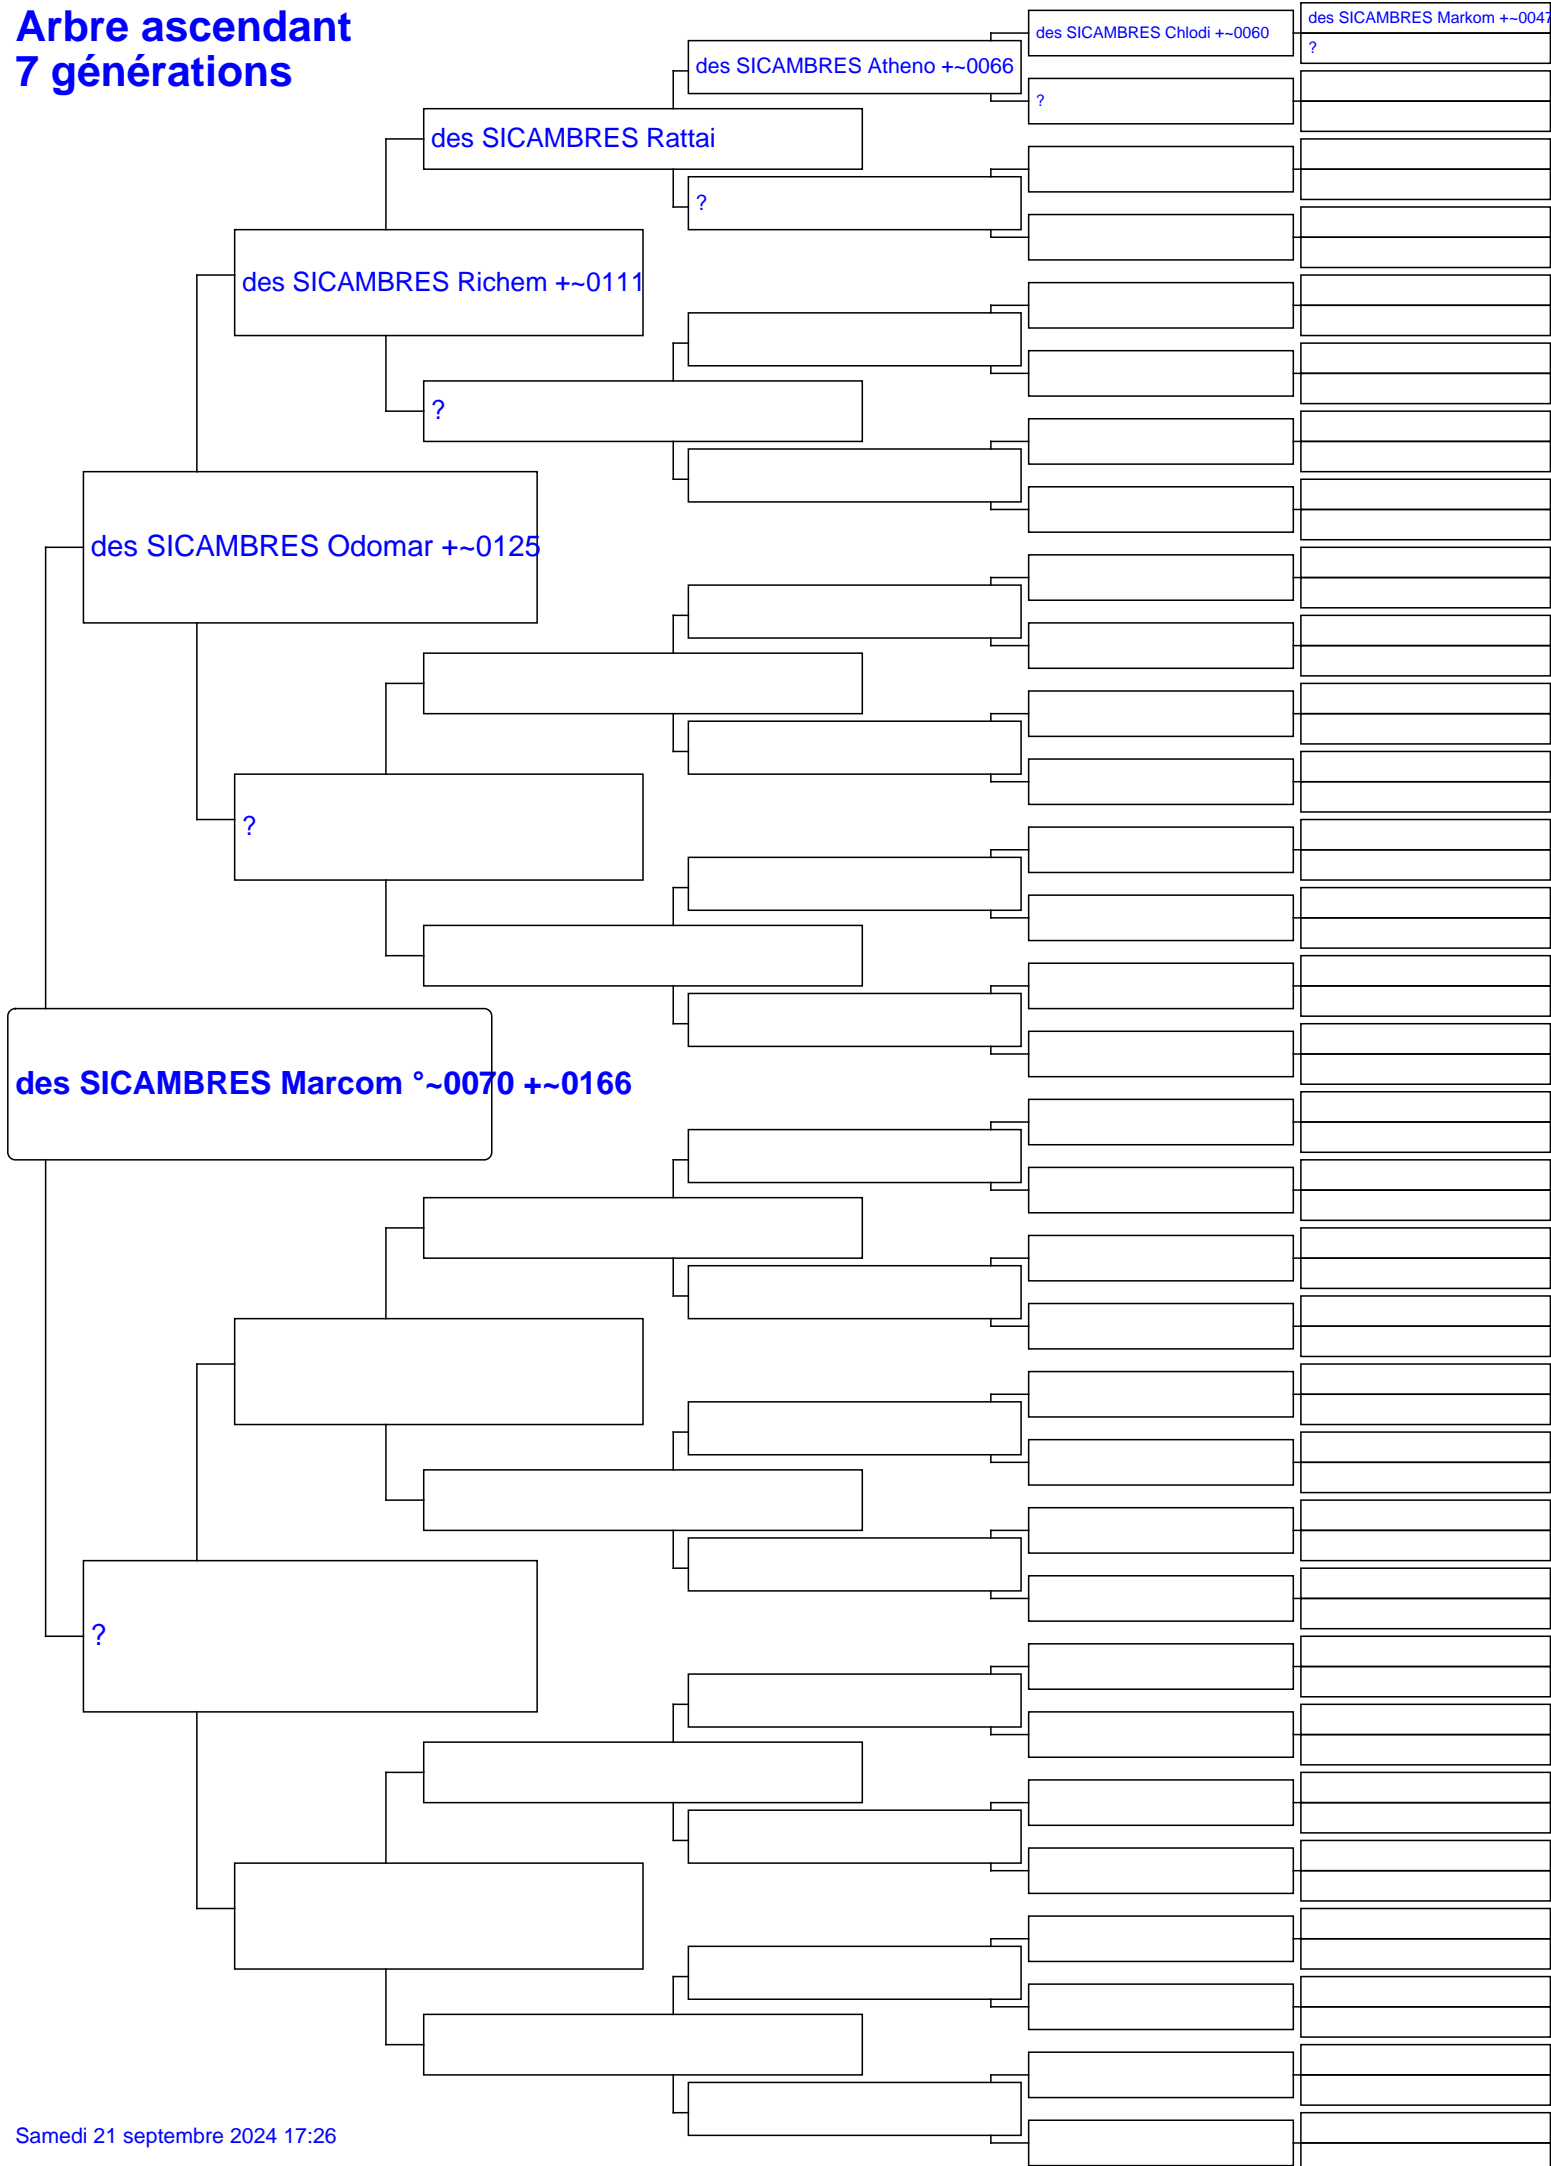 Arbre ascendant
7 générations
des SICAMBRES Markom +~0047
des SICAMBRES Chlodi +~0060
?
des SICAMBRES Atheno +~0066
?
des SICAMBRES Rattai
?
des SICAMBRES Richem +~0111
?
des SICAMBRES Odomar +~0125
?
des SICAMBRES Marcom °~0070 +~0166
?
Samedi 21 septembre 2024 17:26